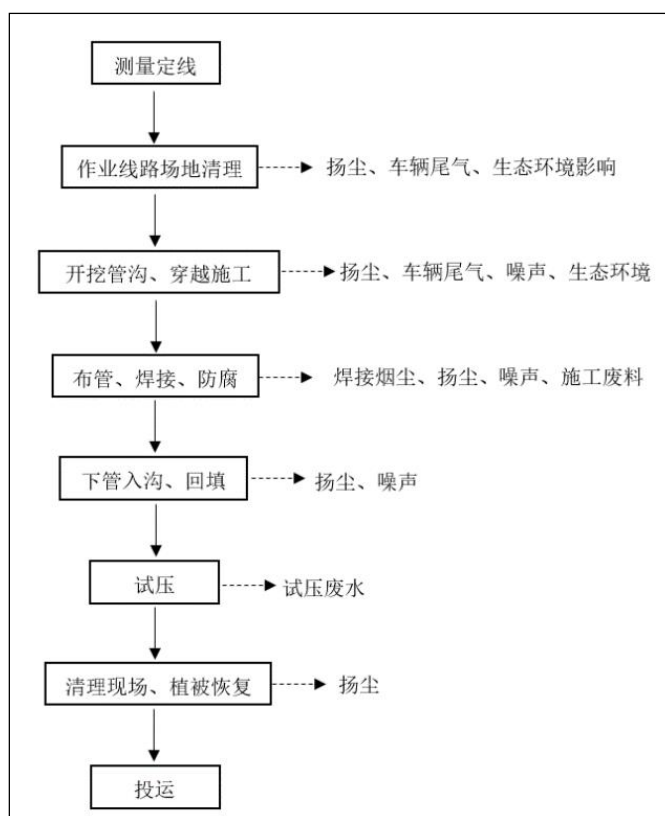 测量定线
作业线路场地清理
扬尘、车辆尾气、生态环境影响
开挖管沟、穿越施工
扬尘、车辆尾气、噪声、生态环境
布管、焊接、防腐
焊接烟尘、扬尘、噪声、施工废料
下管入沟、回填
扬尘、噪声
试压
试压废水
清理现场、植被恢复
扬尘
投运